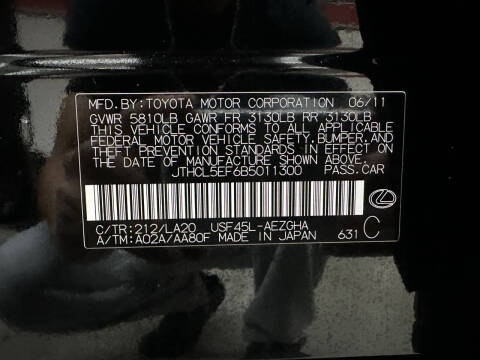 MFD.BY:TOYOTA MOTOR CORPORATION 06/11
GVWR 5810LB GAWR FR 3130LB RR 3130LB
THIS VEHICLE CONFORMS TO ALL APPLICABLE
FEDERAL MOTOR VEHICLE SAFETY,BUMPER,AND
THEFT PREVENTION STANDARDS IN EFFECT ON
THE DATE OF MANUFACTURE SHOWN ABOVE.
JTHCL5EF6B5011300 PASS.CAR
C/TR:212/LA20 USF45L-AEZGHA
A/TM:A02A/AA80F MADE IN JAPAN 631 C